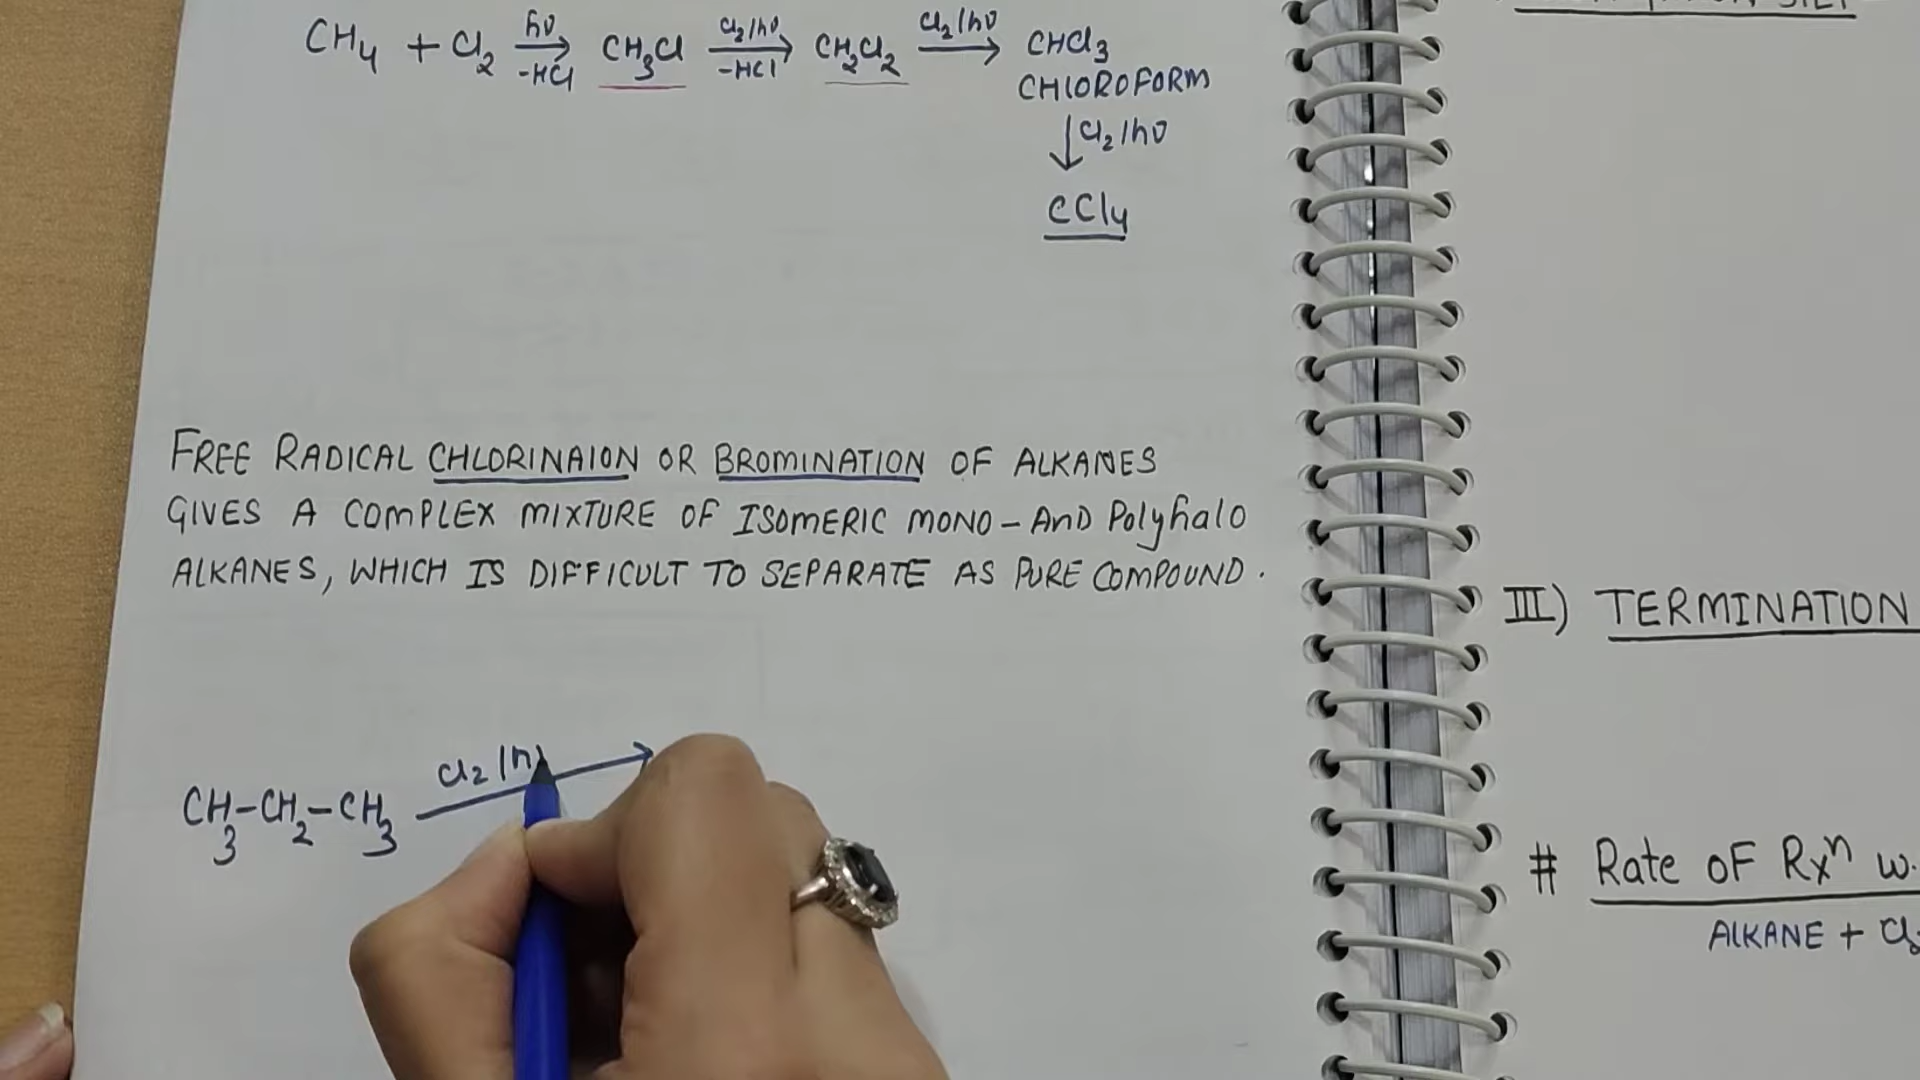 CH4 + Cl2 hν → -HCl CH3Cl Cl2/hν → -HCl CH2Cl2 Cl2/hν → CHCl3
CHLOROFORM
↓ Cl2/hν
CCl4
FREE RADICAL CHLORINAION OR BROMINATION OF ALKANES
GIVES A COMPLEX MIXTURE OF ISOMERIC MONO - AND Polyhalo
ALKANES, WHICH IS DIFFICULT TO SEPARATE AS PURE COMPOUND.
CH3-CH2-CH3 Cl2/h →
III) TERMINATION
# Rate OF Rxn w.
ALKANE + Cl2